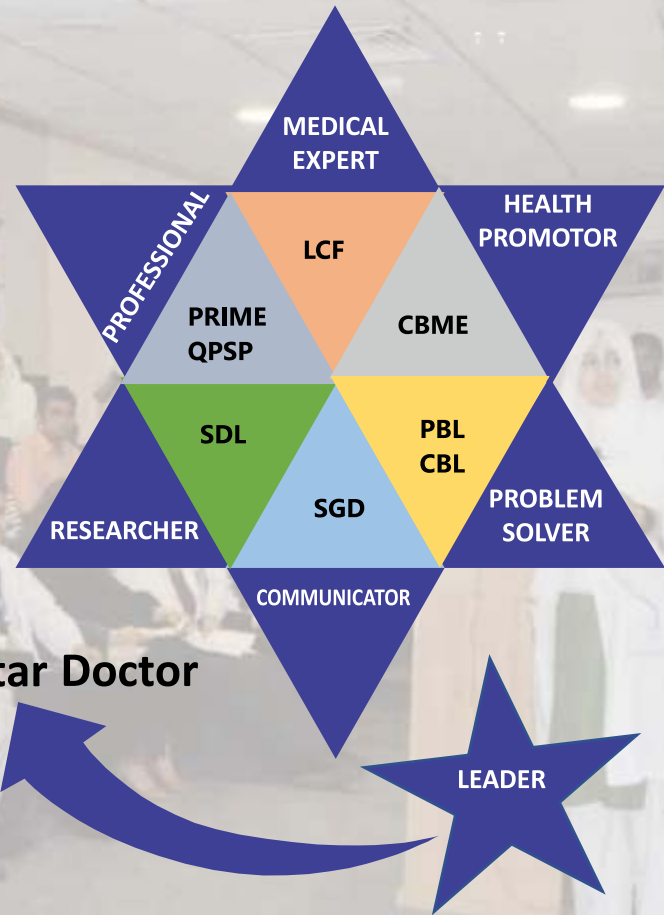 MEDICAL
EXPERT
HEALTH
PROMOTOR
PROFESSIONAL
LCF
PRIME
QPSP
CBME
SDL
PBL
CBL
SGD
RESEARCHER
PROBLEM
SOLVER
COMMUNICATOR
tar Doctor
LEADER